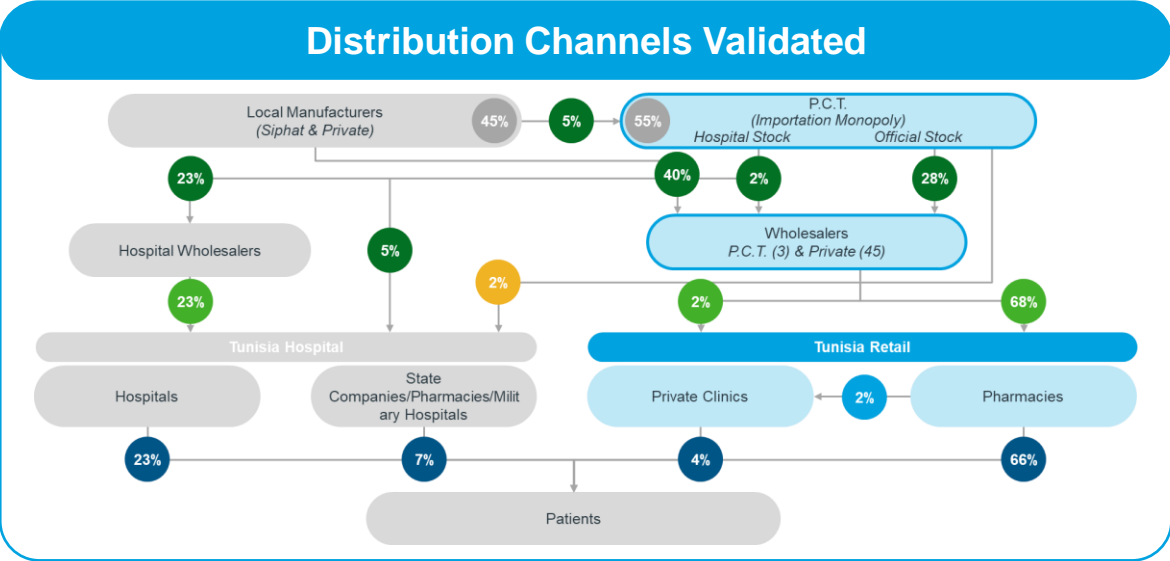 Distribution Channels Validated
Local Manufacturers
(Siphat & Private)
45%
5%
55%
P.C.T.
(Importation Monopoly)
Hospital Stock
Official Stock
23%
40%
2%
28%
Hospital Wholesalers
5%
Wholesalers
P.C.T. (3) & Private (45)
2%
23%
2%
68%
Tunisia Hospital
Tunisia Retail
Hospitals
State
Companies/Pharmacies/Milit
ary Hospitals
Private Clinics
2%
Pharmacies
23%
7%
4%
66%
Patients